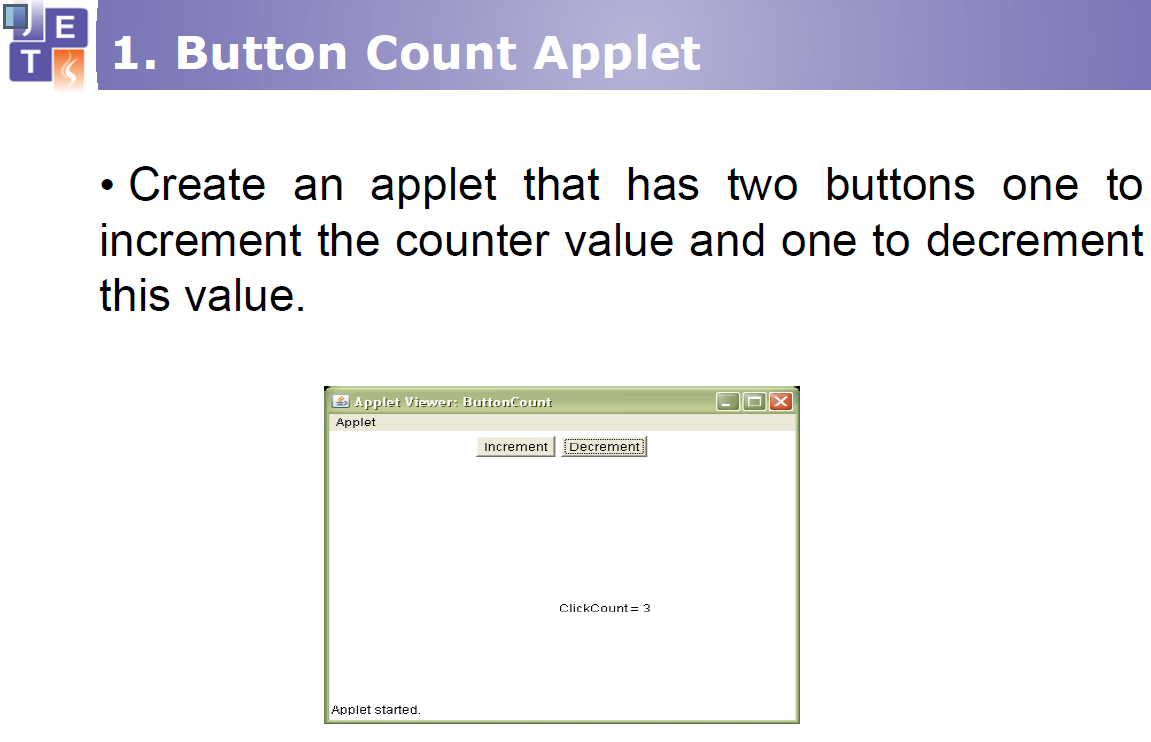 J E
T
1. Button Count Applet
• Create an applet that has two buttons one to
increment the counter value and one to decrement
this value.
Applet Viewer: ButtonCount
Applet
Increment Decrement
ClickCount = 3
Applet started.